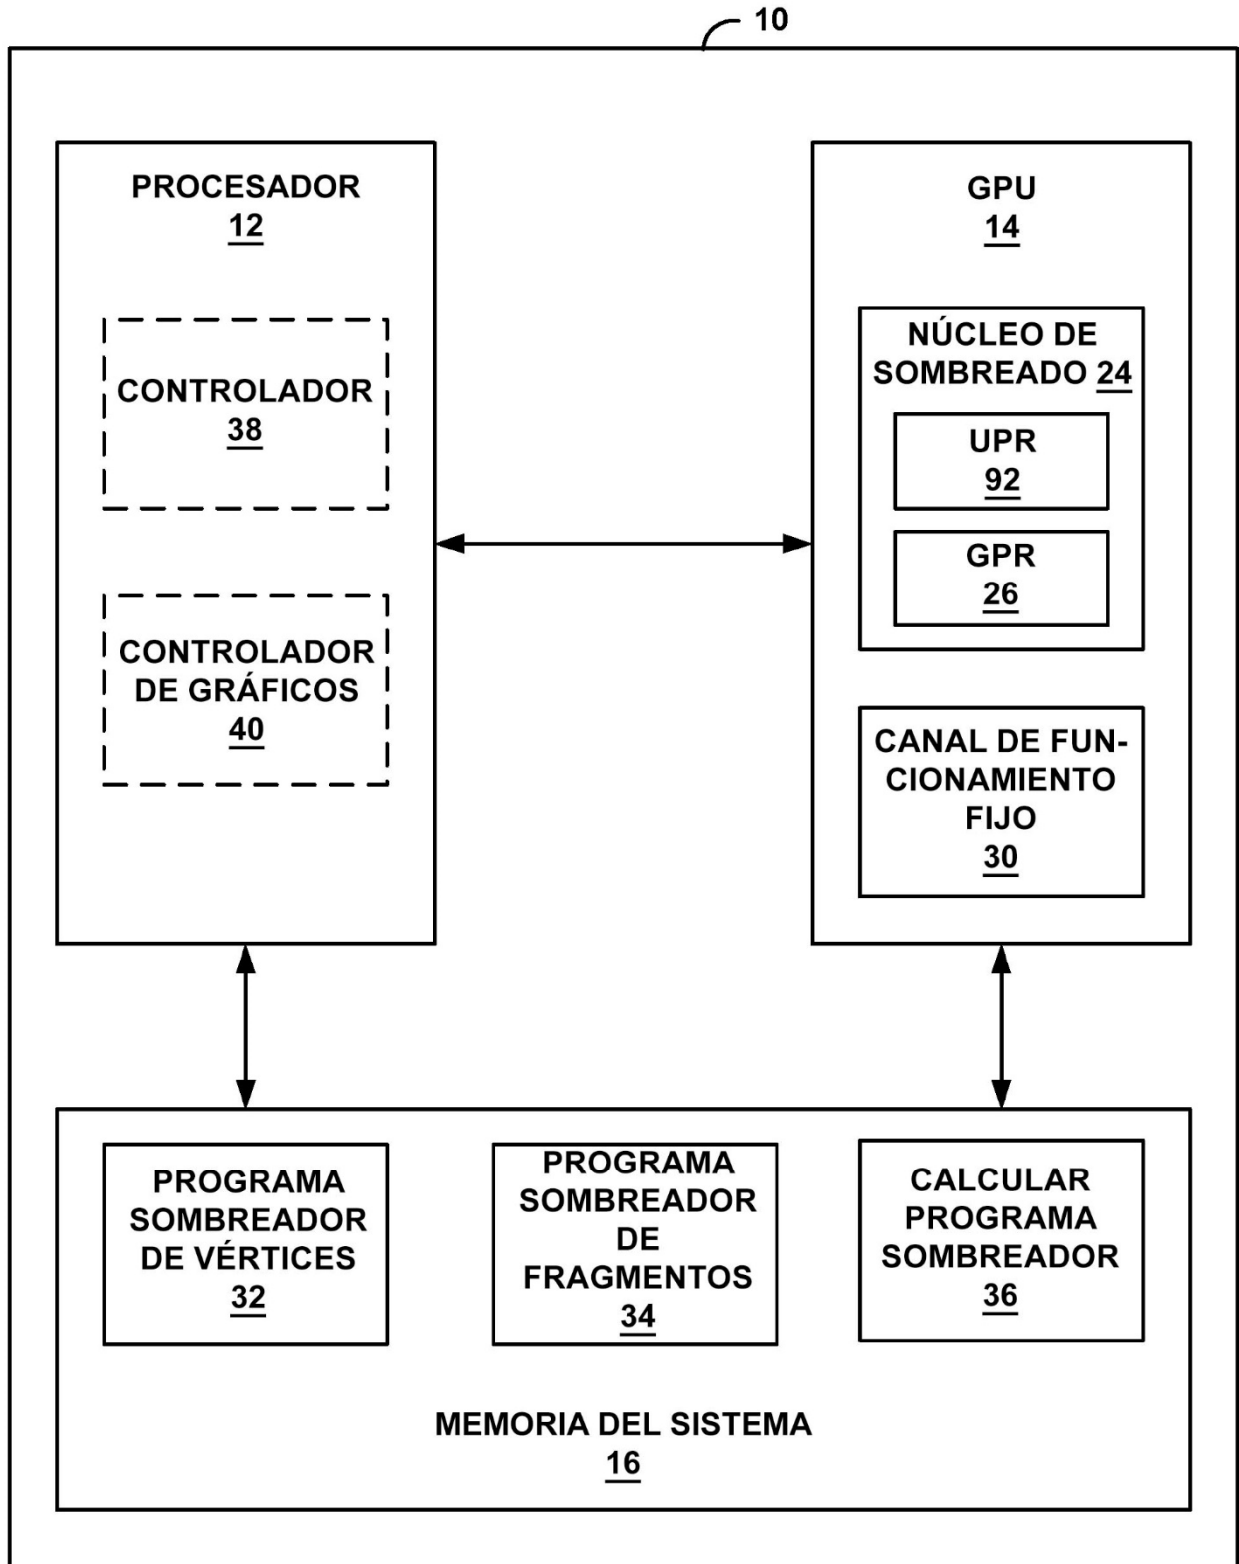 10
PROCESADOR
12
CONTROLADOR
38
CONTROLADOR
DE GRÁFICOS
40
GPU
14
NÚCLEO DE
SOMBREADO 24
UPR
92
GPR
26
CANAL DE FUN-
CIONAMIENTO
FIJO
30
PROGRAMA
SOMBREADOR
DE VÉRTICES
32
PROGRAMA
SOMBREADOR
DE
FRAGMENTOS
34
CALCULAR
PROGRAMA
SOMBREADOR
36
MEMORIA DEL SISTEMA
16